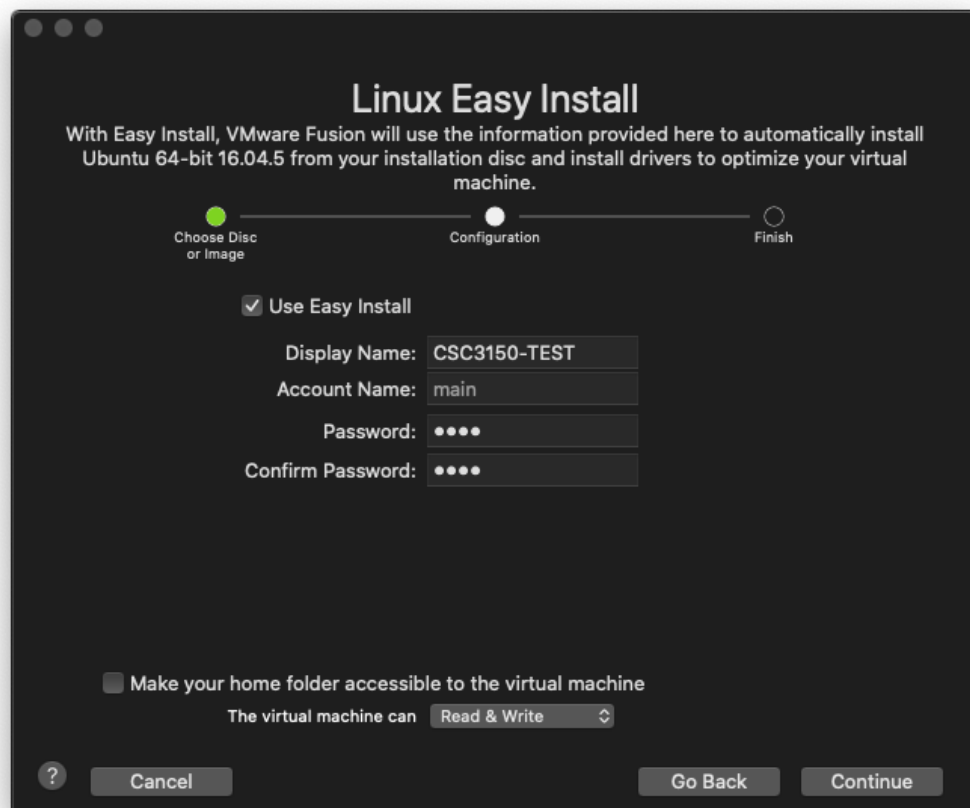 Linux Easy Install
With Easy Install, VMware Fusion will use the information provided here to automatically install
Ubuntu 64-bit 16.04.5 from your installation disc and install drivers to optimize your virtual
machine.
Choose Disc
or Image
Configuration
Finish
Use Easy Install
Display Name: CSC3150-TEST
Account Name: main
Password: ••••
Confirm Password: ••••
Make your home folder accessible to the virtual machine
The virtual machine can Read & Write
? Cancel Go Back Continue